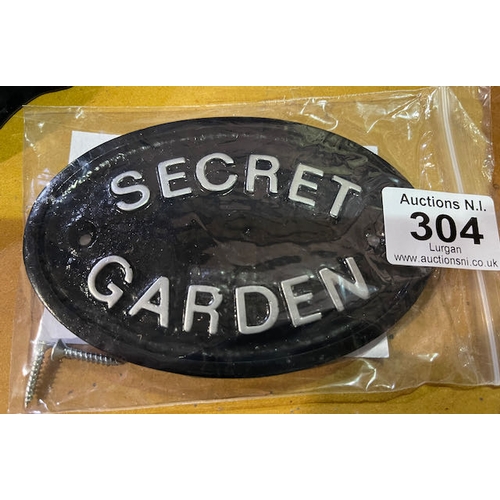 SECRET
GARDEN
Auctions N.I.
304
Lurgan
www.auctionsni.co.uk